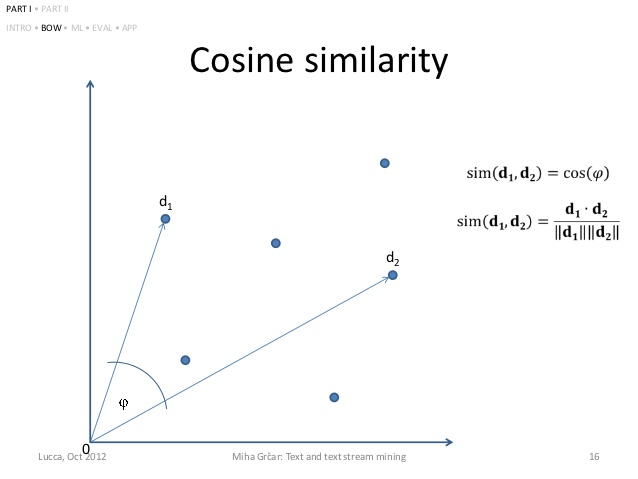 PART I • PART II
INTRO • BOW • ML • EVAL • APP
Cosine similarity
sim(d₁,d₂) = cos(φ)
d₁
sim(d₁,d₂) = d₁ · d₂ / ‖d₁‖‖d₂‖
d₂
φ
0
Lucca, Oct 2012 Miha Grčar: Text and text stream mining 16